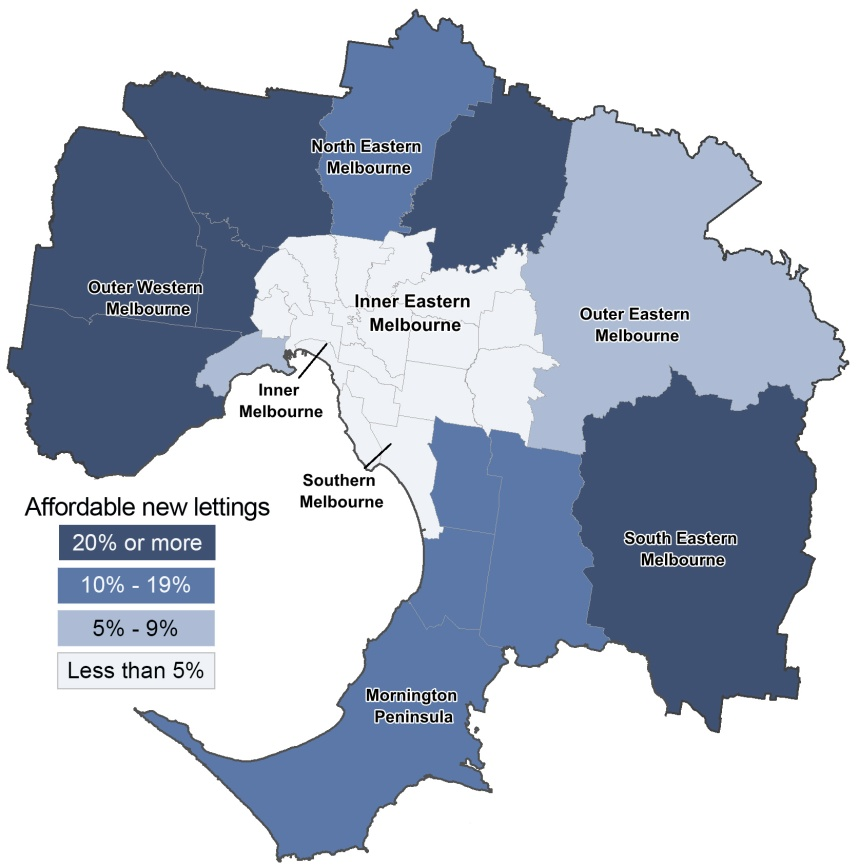 North Eastern
Melbourne
Outer Western
Melbourne
Inner Eastern
Melbourne
Outer Eastern
Melbourne
Inner
Melbourne
Southern
Melbourne
Affordable new lettings
20% or more
10% - 19%
5% - 9%
Less than 5%
South Eastern
Melbourne
Mornington
Peninsula